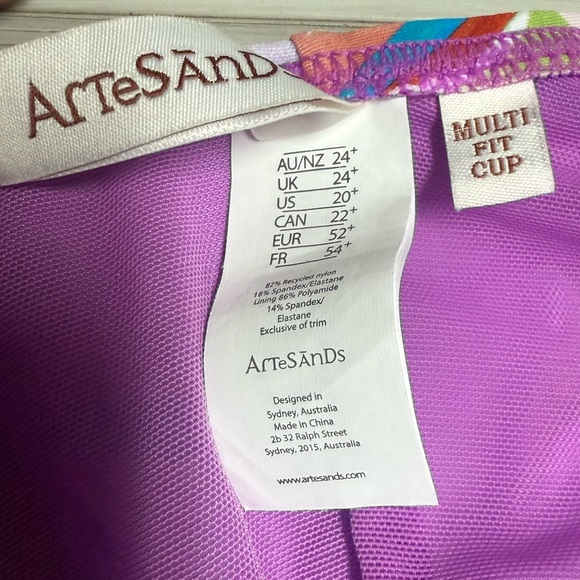 ArTeSānDs
MULTI
FIT
CUP
AU/NZ 24+
UK 24+
US 20+
CAN 22+
EUR 52+
FR 54+
82% Recycled nylon
18% Spandex/Elastane
Lining 86% Polyamide
14% Spandex/
Elastane
Exclusive of trim
ArTeSānDs
Designed in
Sydney, Australia
Made in China
2b 32 Ralph Street
Sydney, 2015, Australia
www.artesands.com